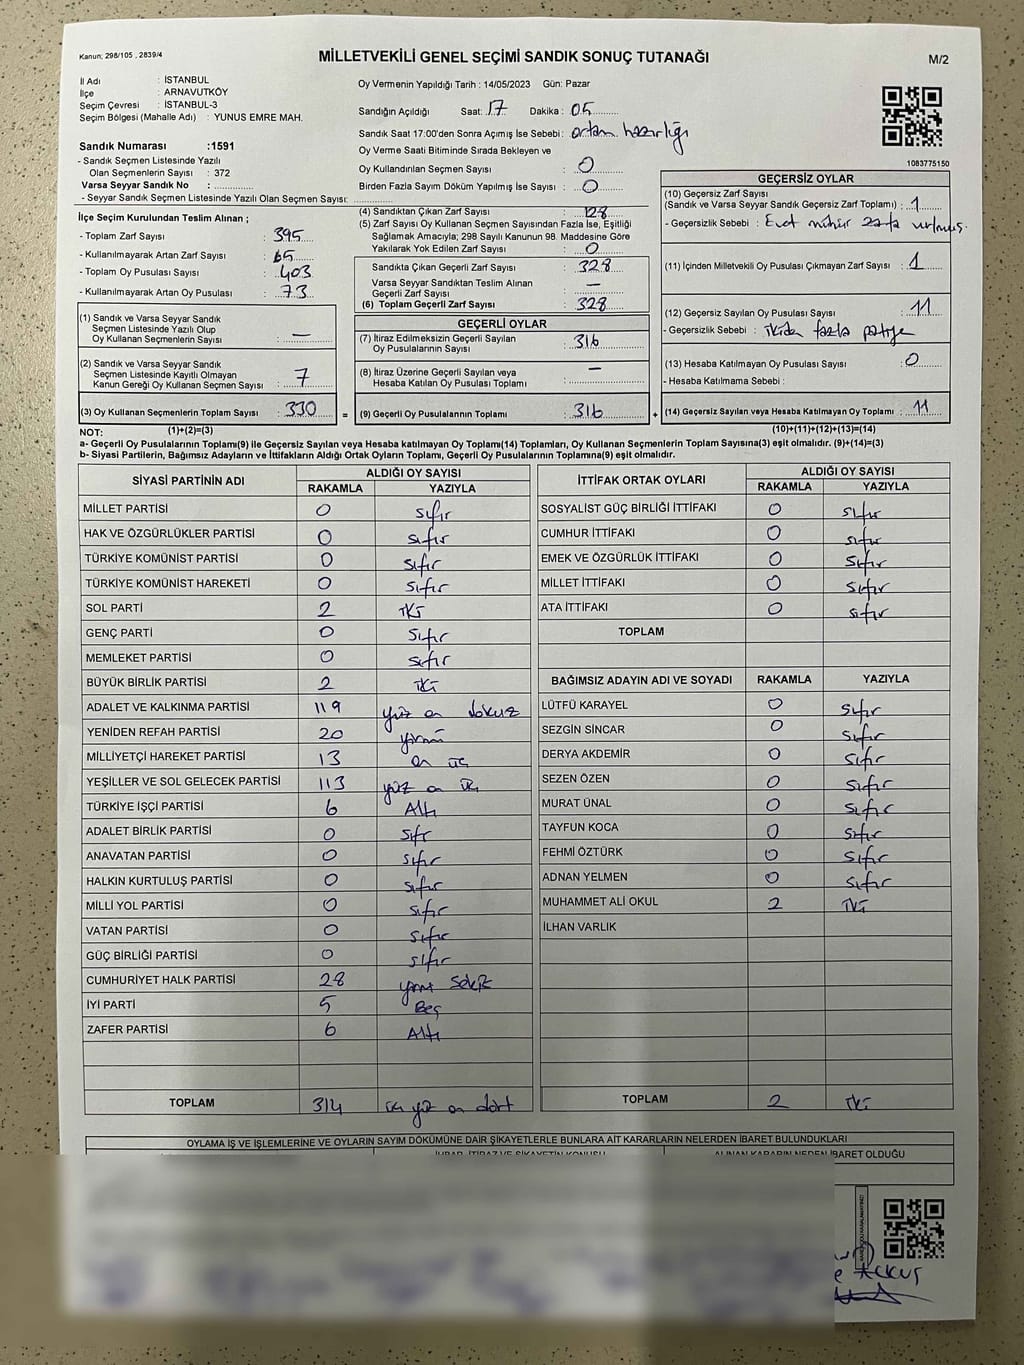 Kanun; 298/105 , 2839/4
MİLLETVEKİLİ GENEL SEÇİMİ SANDIK SONUÇ TUTANAĞI
M/2
İl Adı : İSTANBUL
İlçe : ARNAVUTKÖY
Seçim Çevresi : İSTANBUL-3
Seçim Bölgesi (Mahalle Adı) : YUNUS EMRE MAH.
Oy Vermenin Yapıldığı Tarih : 14/05/2023 Gün: Pazar
Sandığın Açıldığı Saat: 17 Dakika : 05
Sandık Saat 17:00'den Sonra Açılmış İse Sebebi: ortam hazırlığı
Oy Verme Saati Bitiminde Sırada Bekleyen ve
Oy Kullandırılan Seçmen Sayısı : 0
Birden Fazla Sayım Döküm Yapılmış İse Sayısı : 0
1083775150
Sandık Numarası :1591
- Sandık Seçmen Listesinde Yazılı
Olan Seçmenlerin Sayısı : 372
Varsa Seyyar Sandık No :
- Seyyar Sandık Seçmen Listesinde Yazılı Olan Seçmen Sayısı:
İlçe Seçim Kurulundan Teslim Alınan ;
- Toplam Zarf Sayısı : 395
- Kullanılmayarak Artan Zarf Sayısı : 65
- Toplam Oy Pusulası Sayısı : 403
- Kullanılmayarak Artan Oy Pusulası : 73
(4) Sandıktan Çıkan Zarf Sayısı : 128
(5) Zarf Sayısı Oy Kullanan Seçmen Sayısından Fazla İse, Eşitliği
Sağlamak Amacıyla; 298 Sayılı Kanunun 98. Maddesine Göre
Yakılarak Yok Edilen Zarf Sayısı : 0
Sandıkta Çıkan Geçerli Zarf Sayısı : 328
Varsa Seyyar Sandıktan Teslim Alınan
Geçerli Zarf Sayısı : —
(6) Toplam Geçerli Zarf Sayısı : 328
GEÇERSİZ OYLAR
(10) Geçersiz Zarf Sayısı
(Sandık ve Varsa Seyyar Sandık Geçersiz Zarf Toplamı) : 1
- Geçersizlik Sebebi : Evet mühür zarfa vurulmuş.
(11) İçinden Milletvekili Oy Pusulası Çıkmayan Zarf Sayısı : 1
(12) Geçersiz Sayılan Oy Pusulası Sayısı : 11
- Geçersizlik Sebebi : ikiden fazla partiye
(13) Hesaba Katılmayan Oy Pusulası Sayısı : 0
- Hesaba Katılmama Sebebi :
(14) Geçersiz Sayılan veya Hesaba Katılmayan Oy Toplamı : 11
(1) Sandık ve Varsa Seyyar Sandık
Seçmen Listesinde Yazılı Olup
Oy Kullanan Seçmenlerin Sayısı : —
(2) Sandık ve Varsa Seyyar Sandık
Seçmen Listesinde Kayıtlı Olmayan
Kanun Gereği Oy Kullanan Seçmen Sayısı : 7
(3) Oy Kullanan Seçmenlerin Toplam Sayısı : 330
=
GEÇERLİ OYLAR
(7) İtiraz Edilmeksizin Geçerli Sayılan
Oy Pusulalarının Sayısı : 316
(8) İtiraz Üzerine Geçerli Sayılan veya
Hesaba Katılan Oy Pusulası Toplamı : —
(9) Geçerli Oy Pusulalarının Toplamı : 316
+
NOT: (1)+(2)=(3)
(10)+(11)+(12)+(13)=(14)
a- Geçerli Oy Pusulalarının Toplamı(9) ile Geçersiz Sayılan veya Hesaba katılmayan Oy Toplamı(14) Toplamları, Oy Kullanan Seçmenlerin Toplam Sayısına(3) eşit olmalıdır. (9)+(14)=(3)
b- Siyasi Partilerin, Bağımsız Adayların ve İttifakların Aldığı Ortak Oyların Toplamı, Geçerli Oy Pusulalarının Toplamına(9) eşit olmalıdır.
SİYASİ PARTİNİN ADI ALDIĞI OY SAYISI
RAKAMLA YAZIYLA
MİLLET PARTİSİ 0 sıfır
HAK VE ÖZGÜRLÜKLER PARTİSİ 0 sıfır
TÜRKİYE KOMÜNİST PARTİSİ 0 sıfır
TÜRKİYE KOMÜNİST HAREKETİ 0 sıfır
SOL PARTİ 2 İki
GENÇ PARTİ 0 sıfır
MEMLEKET PARTİSİ 0 sıfır
BÜYÜK BİRLİK PARTİSİ 2 İki
ADALET VE KALKINMA PARTİSİ 119 yüz on dokuz
YENİDEN REFAH PARTİSİ 20 yirmi
MİLLİYETÇİ HAREKET PARTİSİ 13 on üç
YEŞİLLER VE SOL GELECEK PARTİSİ 113 yüz on üç
TÜRKİYE İŞÇİ PARTİSİ 6 Altı
ADALET BİRLİK PARTİSİ 0 sıfr
ANAVATAN PARTİSİ 0 sıfır
HALKIN KURTULUŞ PARTİSİ 0 sıfır
MİLLİ YOL PARTİSİ 0 sıfır
VATAN PARTİSİ 0 sıfır
GÜÇ BİRLİĞİ PARTİSİ 0 sıfır
CUMHURİYET HALK PARTİSİ 28 yirmi sekiz
İYİ PARTİ 5 Beş
ZAFER PARTİSİ 6 Altı
TOPLAM 314 üç yüz on dört
İTTİFAK ORTAK OYLARI ALDIĞI OY SAYISI
RAKAMLA YAZIYLA
SOSYALİST GÜÇ BİRLİĞİ İTTİFAKI 0 sıfır
CUMHUR İTTİFAKI 0 sıfır
EMEK VE ÖZGÜRLÜK İTTİFAKI 0 sıfır
MİLLET İTTİFAKI 0 sıfır
ATA İTTİFAKI 0 sıfır
TOPLAM
BAĞIMSIZ ADAYIN ADI VE SOYADI RAKAMLA YAZIYLA
LÜTFÜ KARAYEL 0 sıfır
SEZGİN SİNCAR 0 sıfır
DERYA AKDEMİR 0 sıfır
SEZEN ÖZEN 0 sıfır
MURAT ÜNAL 0 sıfır
TAYFUN KOCA 0 sıfır
FEHMİ ÖZTÜRK 0 sıfır
ADNAN YELMEN 0 sıfır
MUHAMMET ALİ OKUL 2 İki
İLHAN VARLIK
TOPLAM 2 İki
OYLAMA İŞ VE İŞLEMLERİNE VE OYLARIN SAYIM DÖKÜMÜNE DAİR ŞİKAYETLERLE BUNLARA AİT KARARLARIN NELERDEN İBARET BULUNDUKLARI
İHBAR, İTİRAZ VE ŞİKAYETİN KONUSU ALINAN KARARIN NEDEN İBARET OLDUĞU